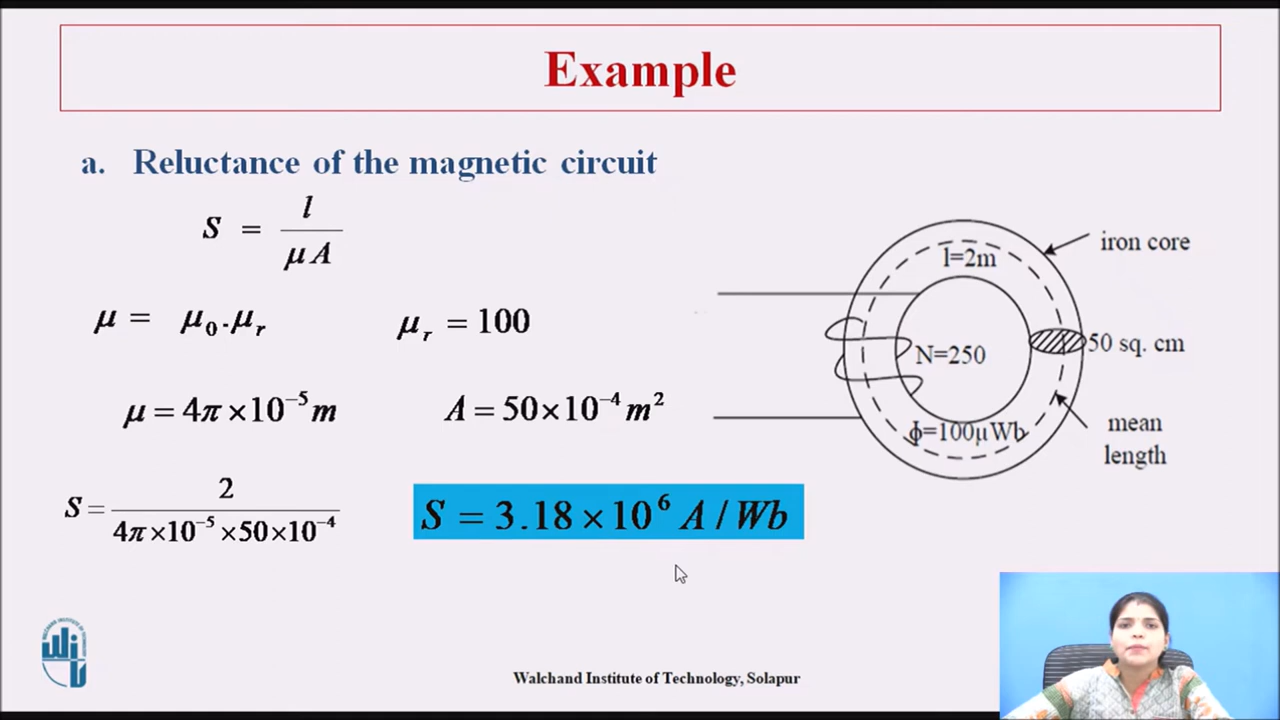 Example
a. Reluctance of the magnetic circuit
S = l / μ A
μ = μ₀.μᵣ
μᵣ = 100
μ = 4π ×10⁻⁵ m
A = 50×10⁻⁴ m²
S = 2 / 4π ×10⁻⁵ ×50×10⁻⁴
S = 3.18 × 10⁶ A / Wb
iron core
l=2m
N=250
50 sq. cm
ϕ=100μWb
mean
length
Walchand Institute of Technology, Solapur